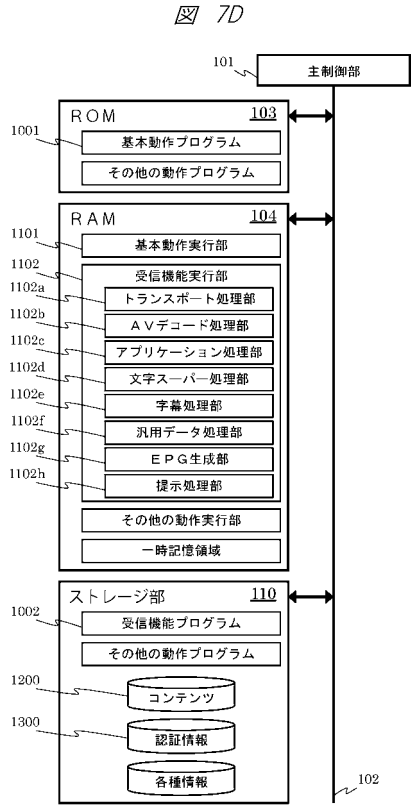 図 7D
101
主制御部
ROM 103
1001
基本動作プログラム
その他の動作プログラム
RAM 104
1101
基本動作実行部
1102
受信機能実行部
1102a
トランスポート処理部
1102b
AVデコード処理部
1102c
アプリケーション処理部
1102d
文字スーパー処理部
1102e
字幕処理部
1102f
汎用データ処理部
1102g
EPG生成部
1102h
提示処理部
その他の動作実行部
一時記憶領域
ストレージ部 110
1002
受信機能プログラム
その他の動作プログラム
1200
コンテンツ
1300
認証情報
各種情報
102